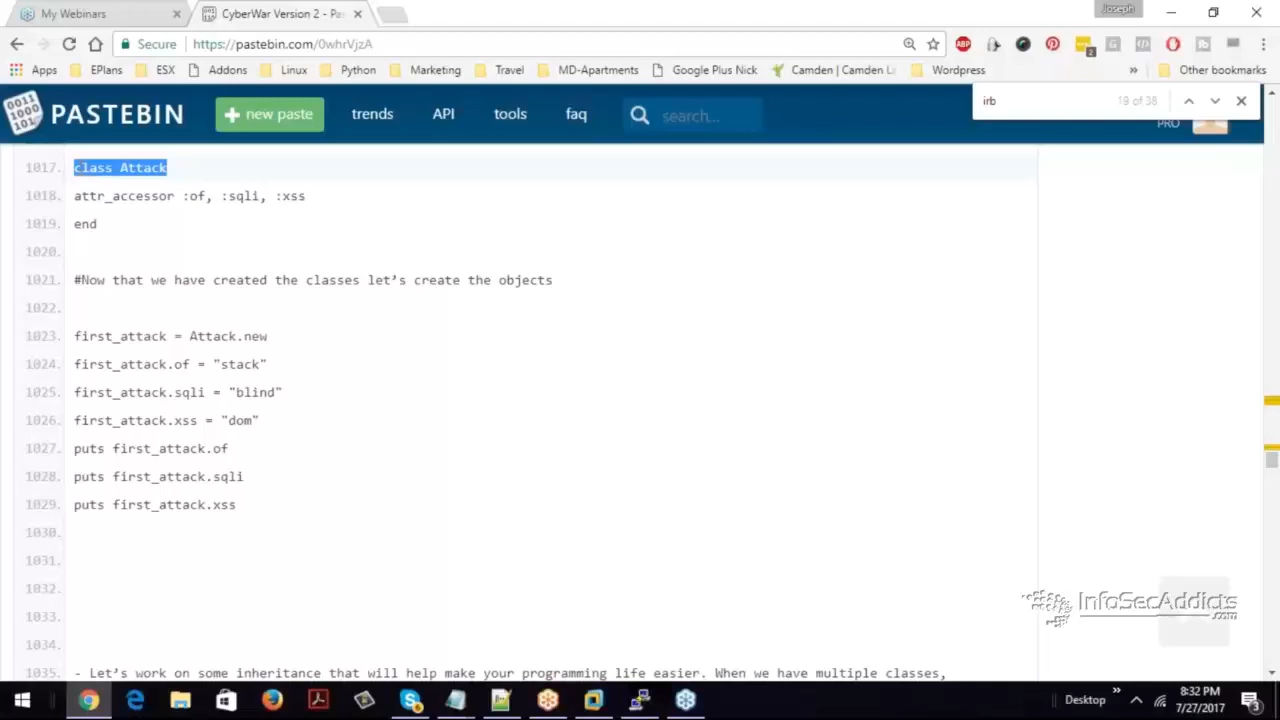 Joseph
My Webinars
CyberWar Version 2 - Pas
Secure
https://pastebin.com/0whrVjzA
Apps
EPlans
ESX
Addons
Linux
Python
Marketing
Travel
MD-Apartments
Google Plus Nick
Camden | Camden La
Wordpress
»
Other bookmarks
irb
19 of 38
PASTEBIN
+ new paste
trends
API
tools
faq
search...
PRO
1017. class Attack
1018. attr_accessor :of, :sqli, :xss
1019. end
1020.
1021. #Now that we have created the classes let’s create the objects
1022.
1023. first_attack = Attack.new
1024. first_attack.of = "stack"
1025. first_attack.sqli = "blind"
1026. first_attack.xss = "dom"
1027. puts first_attack.of
1028. puts first_attack.sqli
1029. puts first_attack.xss
1030.
1031.
1032.
1033.
1034.
1035. - Let’s work on some inheritance that will help make your programming life easier. When we have multiple classes,
InfoSecAddicts
.com
Desktop
8:32 PM
7/27/2017
3